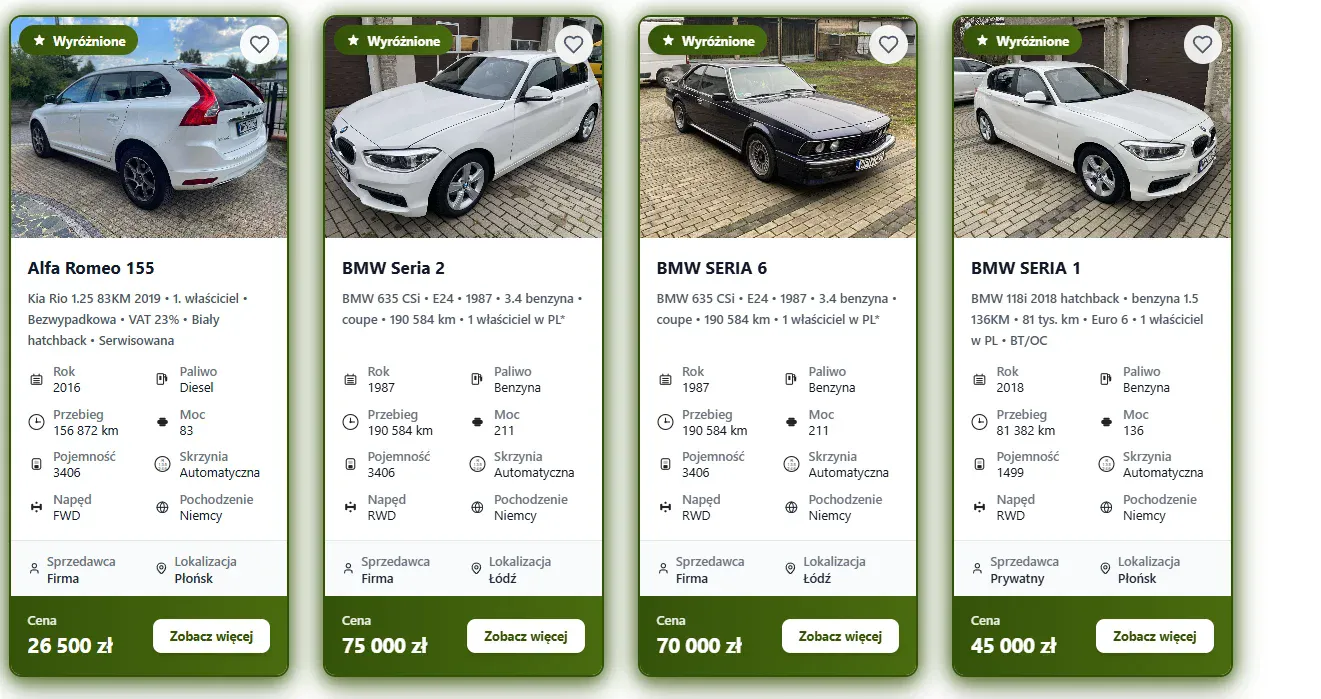 Wyróżnione
Alfa Romeo 155
Kia Rio 1.25 83KM 2019 • 1. właściciel •
Bezwypadkowa • VAT 23% • Biały
hatchback • Serwisowana
Rok
2016
Paliwo
Diesel
Przebieg
156 872 km
Moc
83
Pojemność
3406
Skrzynia
Automatyczna
Napęd
FWD
Pochodzenie
Niemcy
Sprzedawca
Firma
Lokalizacja
Płońsk
Cena
26 500 zł
Zobacz więcej
Wyróżnione
BMW Seria 2
BMW 635 CSi • E24 • 1987 • 3.4 benzyna •
coupe • 190 584 km • 1 właściciel w PL*
Rok
1987
Paliwo
Benzyna
Przebieg
190 584 km
Moc
211
Pojemność
3406
Skrzynia
Automatyczna
Napęd
RWD
Pochodzenie
Niemcy
Sprzedawca
Firma
Lokalizacja
Łódź
Cena
75 000 zł
Zobacz więcej
Wyróżnione
BMW SERIA 6
BMW 635 CSi • E24 • 1987 • 3.4 benzyna •
coupe • 190 584 km • 1 właściciel w PL*
Rok
1987
Paliwo
Benzyna
Przebieg
190 584 km
Moc
211
Pojemność
3406
Skrzynia
Automatyczna
Napęd
RWD
Pochodzenie
Niemcy
Sprzedawca
Firma
Lokalizacja
Łódź
Cena
70 000 zł
Zobacz więcej
Wyróżnione
BMW SERIA 1
BMW 118i 2018 hatchback • benzyna 1.5
136KM • 81 tys. km • Euro 6 • 1 właściciel
w PL • BT/OC
Rok
2018
Paliwo
Benzyna
Przebieg
81 382 km
Moc
136
Pojemność
1499
Skrzynia
Automatyczna
Napęd
RWD
Pochodzenie
Niemcy
Sprzedawca
Prywatny
Lokalizacja
Płońsk
Cena
45 000 zł
Zobacz więcej